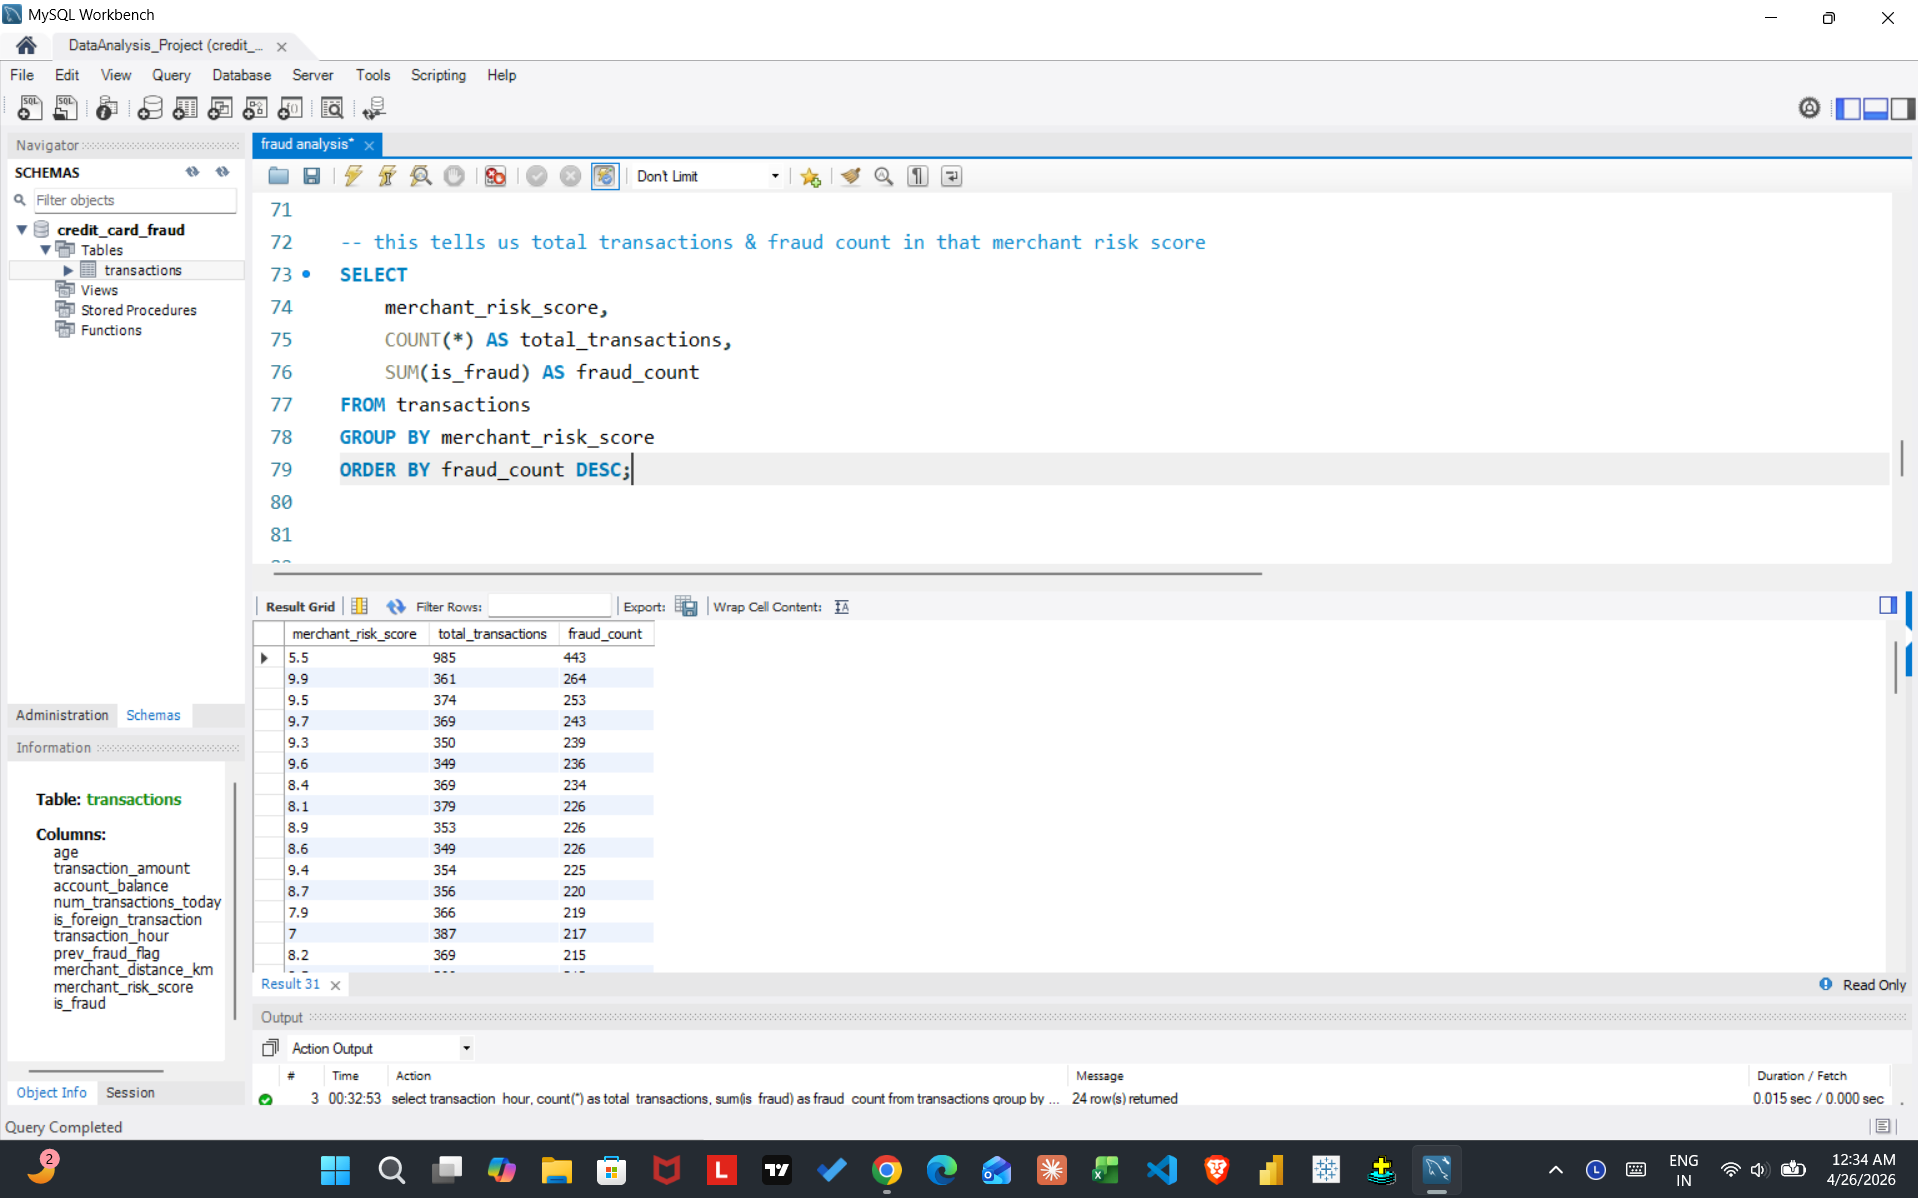 MySQL Workbench
DataAnalysis_Project (credit_...
File Edit View Query Database Server Tools Scripting Help
Navigator
SCHEMAS
Filter objects
credit_card_fraud
Tables
transactions
Views
Stored Procedures
Functions
Administration Schemas
Information
Table: transactions
Columns:
age
transaction_amount
account_balance
num_transactions_today
is_foreign_transaction
transaction_hour
prev_fraud_flag
merchant_distance_km
merchant_risk_score
is_fraud
Object Info Session
fraud analysis*
Don't Limit
71
72 -- this tells us total transactions & fraud count in that merchant risk score
73 SELECT
74 merchant_risk_score,
75 COUNT(*) AS total_transactions,
76 SUM(is_fraud) AS fraud_count
77 FROM transactions
78 GROUP BY merchant_risk_score
79 ORDER BY fraud_count DESC;
80
81
Result Grid Filter Rows: Export: Wrap Cell Content:
merchant_risk_score total_transactions fraud_count
5.5 985 443
9.9 361 264
9.5 374 253
9.7 369 243
9.3 350 239
9.6 349 236
8.4 369 234
8.1 379 226
8.9 353 226
8.6 349 226
9.4 354 225
8.7 356 220
7.9 366 219
7 387 217
8.2 369 215
Result 31
Read Only
Output
Action Output
# Time Action Message Duration / Fetch
3 00:32:53 select transaction_hour, count(*) as total_transactions, sum(is_fraud) as fraud_count from transactions group by ... 24 row(s) returned 0.015 sec / 0.000 sec
Query Completed
2
L
ENG
IN
12:34 AM
4/26/2026